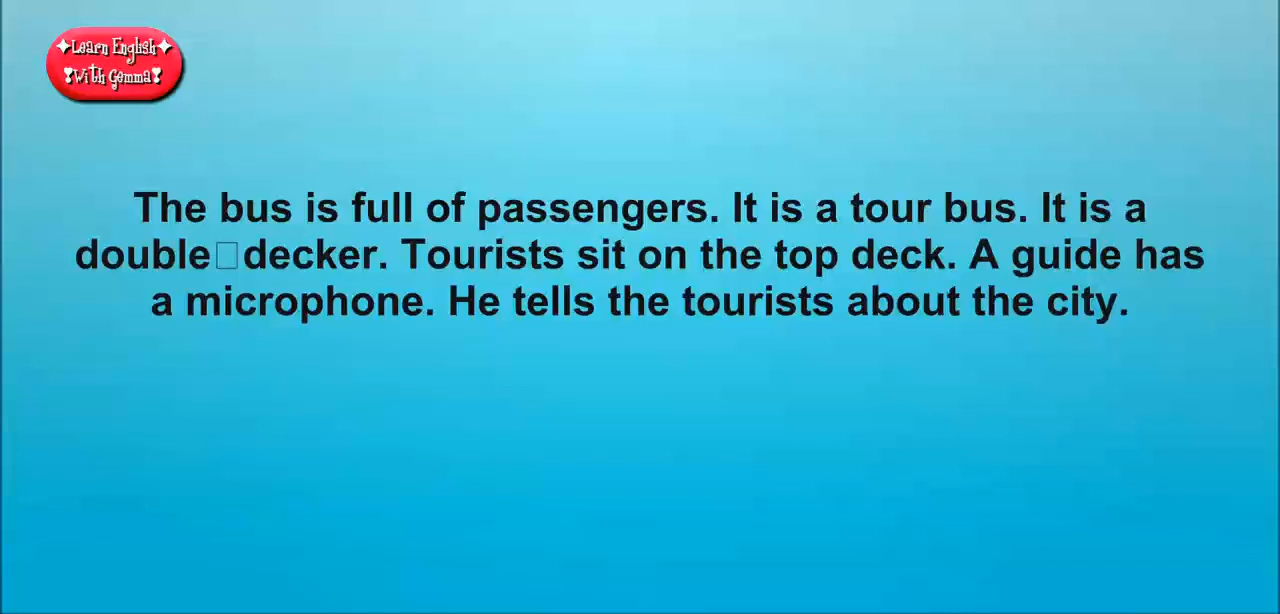 ✦Learn English✦
❣With Gemma❣
The bus is full of passengers. It is a tour bus. It is a
double□decker. Tourists sit on the top deck. A guide has
a microphone. He tells the tourists about the city.